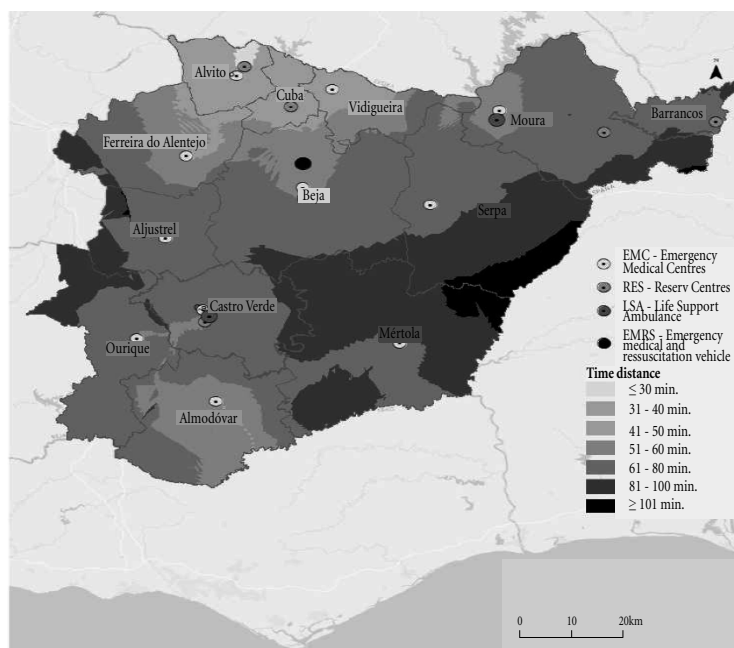 N
Alvito
Cuba
Vidigueira
Moura
Barrancos
Ferreira do Alentejo
Beja
Serpa
Aljustrel
Castro Verde
Ourique
Mértola
Almodóvar
EMC - Emergency
Medical Centres
RES - Reserv Centres
LSA - Life Support
Ambulance
EMRS - Emergency
medical and
ressuscitation vehicle
Time distance
≤ 30 min.
31 - 40 min.
41 - 50 min.
51 - 60 min.
61 - 80 min.
81 - 100 min.
≥ 101 min.
0 10 20km